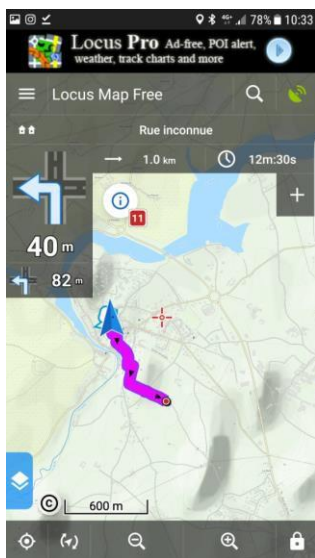 4G+ 78% 10:33
Locus Pro Ad-free, POI alert,
weather, track charts and more
Locus Map Free
Rue inconnue
1.0 km 12m:30s
11
40 m
82 m
© 600 m